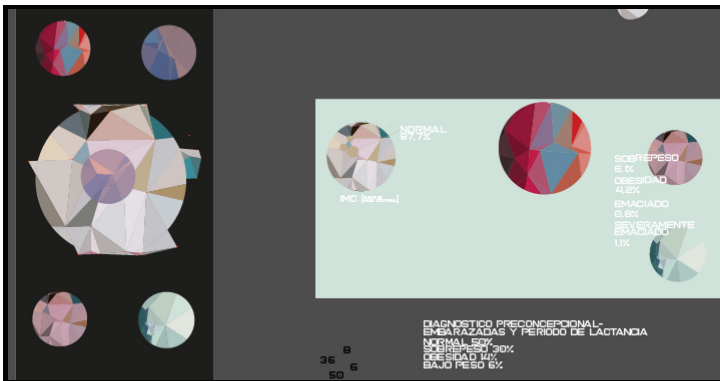 NORMAL
87.7%
SOBREPESO
6.1%
OBESIDAD
4.2%
EMACIADO
0.8%
SEVERAMENTE
EMACIADO
1.1%
IMC
DIAGNOSTICO PRECONCEPCIONAL-
EMBARAZADAS Y PERIODO DE LACTANCIA
NORMAL 50%
SOBREPESO 30%
OBESIDAD 14%
BAJO PESO 6%
8
36
6
50